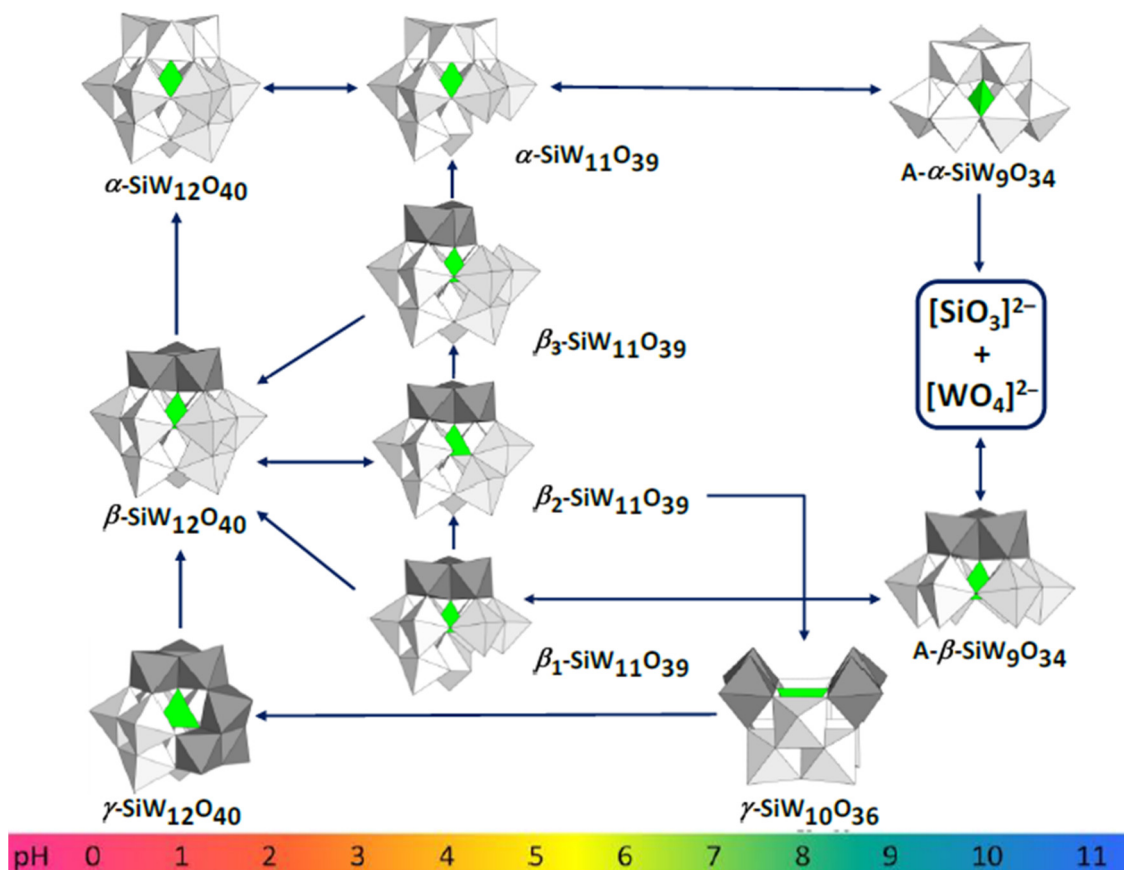 α-SiW12O40
α-SiW11O39
A-α-SiW9O34
[SiO3]2−
+
[WO4]2−
β3-SiW11O39
β-SiW12O40
β2-SiW11O39
β1-SiW11O39
A-β-SiW9O34
γ-SiW12O40
γ-SiW10O36
pH 0 1 2 3 4 5 6 7 8 9 10 11